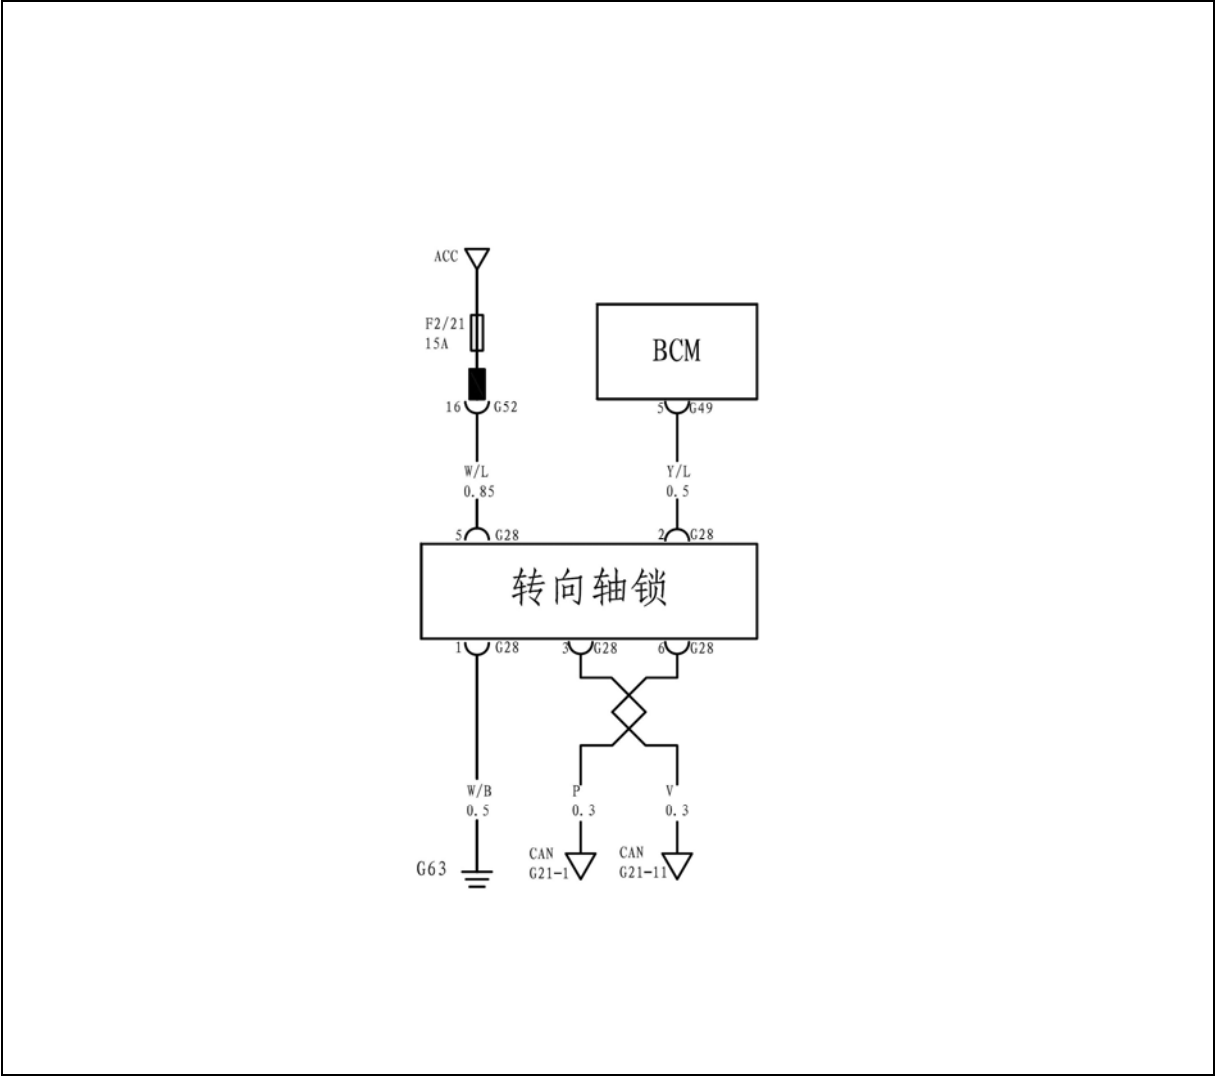 ACC
F2/21
15A
BCM
16 G52
5 G49
W/L
0.85
Y/L
0.5
5 G28
2 G28
转向轴锁
1 G28
3 G28
6 G28
W/B
0.5
P
0.3
V
0.3
G63
CAN
G21-1
CAN
G21-11